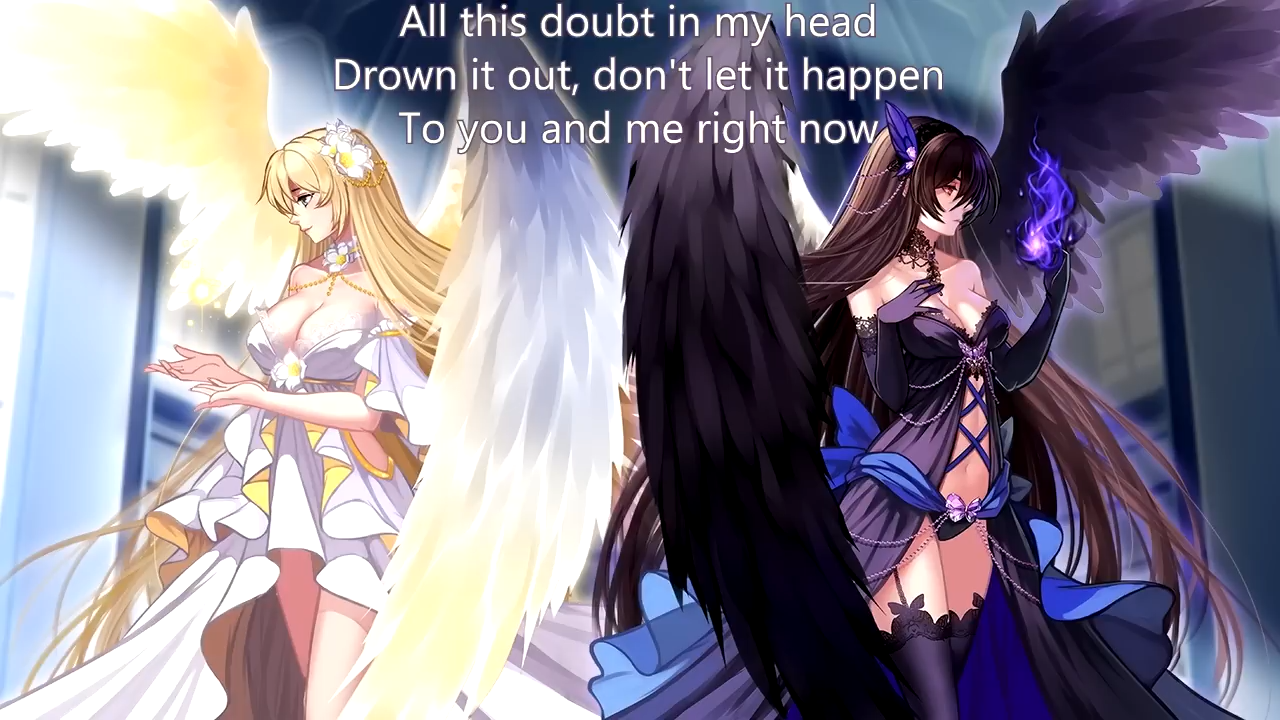 All this doubt in my head
Drown it out, don't let it happen
To you and me right now